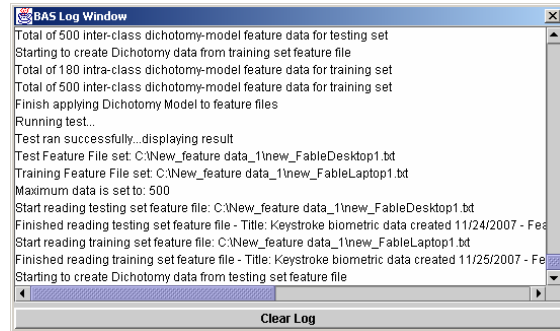 BAS Log Window
Total of 500 inter-class dichotomy-model feature data for testing set
Starting to create Dichotomy data from training set feature file
Total of 180 intra-class dichotomy-model feature data for training set
Total of 500 inter-class dichotomy-model feature data for training set
Finish applying Dichotomy Model to feature files
Running test...
Test ran successfully...displaying result
Test Feature File set: C:\New_feature data_1\new_FableDesktop1.txt
Training Feature File set: C:\New_feature data_1\new_FableLaptop1.txt
Maximum data is set to: 500
Start reading testing set feature file: C:\New_feature data_1\new_FableDesktop1.txt
Finished reading testing set feature file - Title: Keystroke biometric data created 11/24/2007 - Fea
Start reading training set feature file: C:\New_feature data_1\new_FableLaptop1.txt
Finished reading training set feature file - Title: Keystroke biometric data created 11/25/2007 - Fe
Starting to create Dichotomy data from testing set feature file
Clear Log